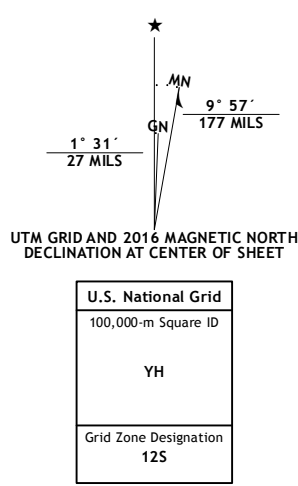 ★
MN
GN
9° 57´
177 MILS
1° 31´
27 MILS
UTM GRID AND 2016 MAGNETIC NORTH
DECLINATION AT CENTER OF SHEET
U.S. National Grid
100,000-m Square ID
YH
Grid Zone Designation
12S